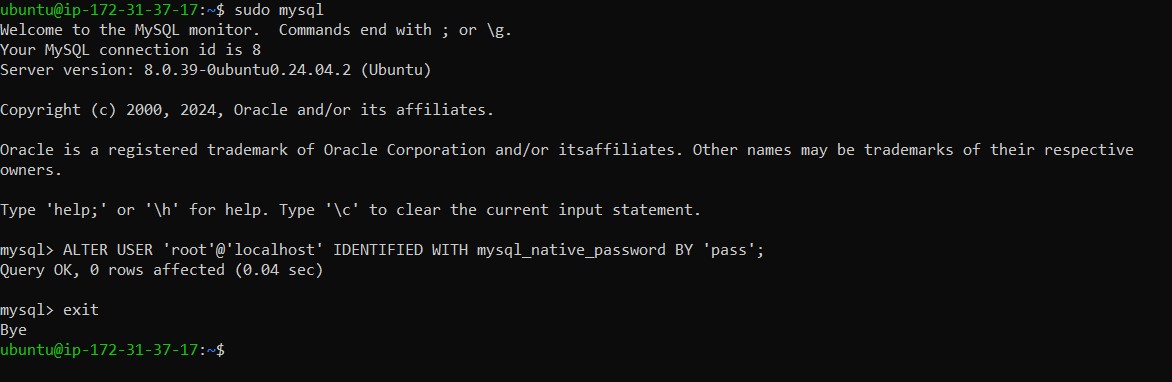 ubuntu@ip-172-31-37-17:~$ sudo mysql
Welcome to the MySQL monitor.  Commands end with ; or \g.
Your MySQL connection id is 8
Server version: 8.0.39-0ubuntu0.24.04.2 (Ubuntu)
Copyright (c) 2000, 2024, Oracle and/or its affiliates.
Oracle is a registered trademark of Oracle Corporation and/or itsaffiliates. Other names may be trademarks of their respective
owners.
Type 'help;' or '\h' for help. Type '\c' to clear the current input statement.
mysql> ALTER USER 'root'@'localhost' IDENTIFIED WITH mysql_native_password BY 'pass';
Query OK, 0 rows affected (0.04 sec)
mysql> exit
Bye
ubuntu@ip-172-31-37-17:~$